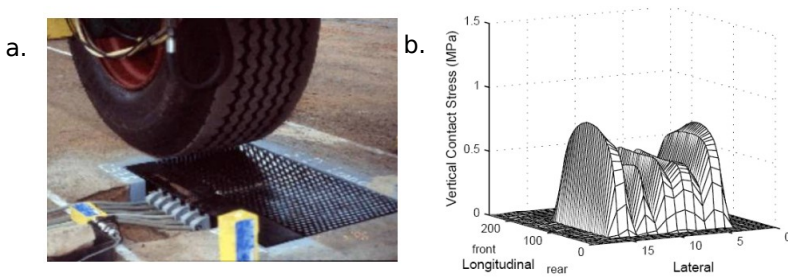 a.
b.
Vertical Contact Stress (MPa)
1.5
1
0.5
0
200
100
0
front
rear
Longitudinal
15
10
5
0
Lateral